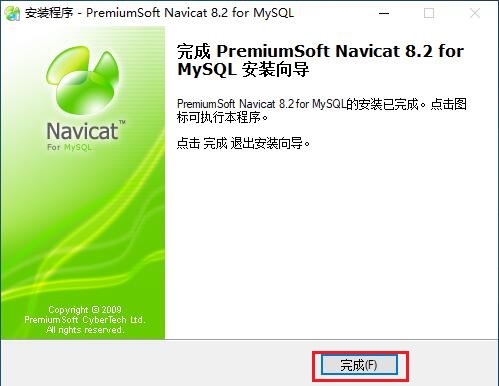 安装程序 - PremiumSoft Navicat 8.2 for MySQL
完成 PremiumSoft Navicat 8.2 for
MySQL 安装向导
PremiumSoft Navicat 8.2 for MySQL的安装已完成。点击图
标可执行本程序。
点击 完成 退出安装向导。
Navicat™
For MySQL
Copyright © 2009
PremiumSoft CyberTech Ltd.
All rights reserved.
完成(F)